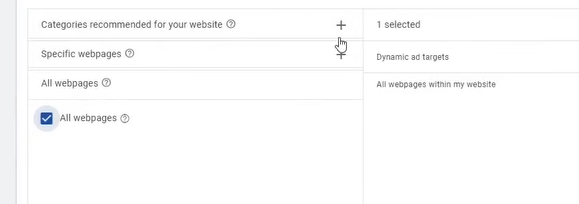 Categories recommended for your website
1 selected
Specific webpages
Dynamic ad targets
All webpages
All webpages within my website
All webpages